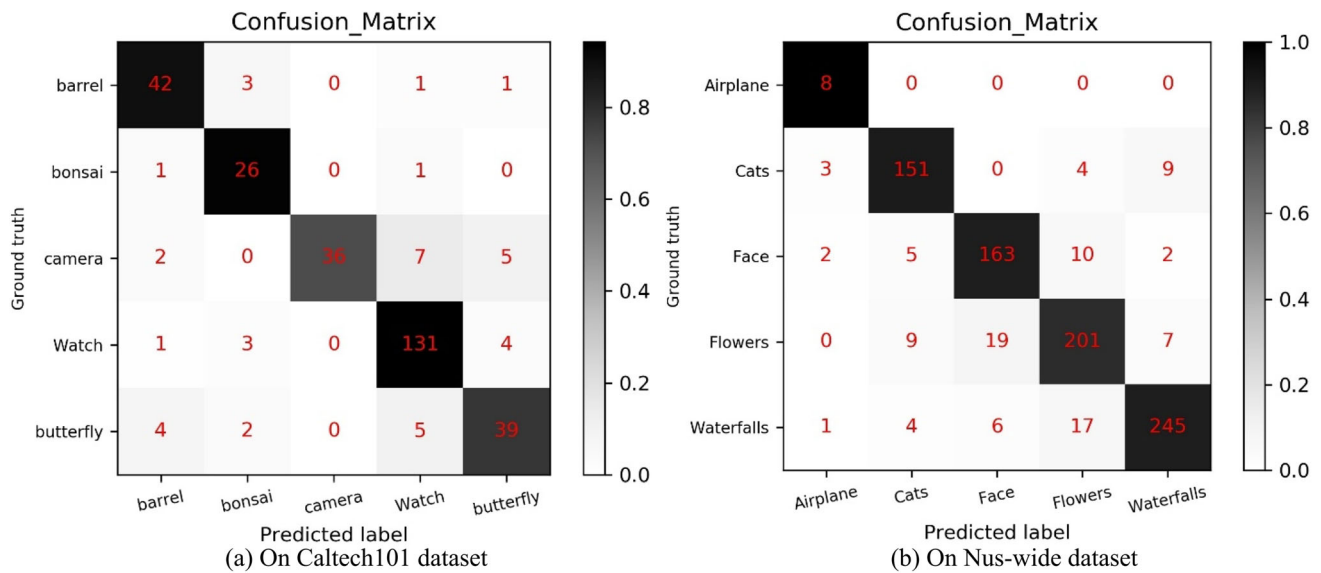 Confusion_Matrix
barrel 42 3 0 1 1
bonsai 1 26 0 1 0
camera 2 0 36 7 5
Watch 1 3 0 131 4
butterfly 4 2 0 5 39
Ground truth
barrel bonsai camera Watch butterfly
Predicted label
0.8
0.6
0.4
0.2
0.0
(a) On Caltech101 dataset
Confusion_Matrix
Airplane 8 0 0 0 0
Cats 3 151 0 4 9
Face 2 5 163 10 2
Flowers 0 9 19 201 7
Waterfalls 1 4 6 17 245
Ground truth
Airplane Cats Face Flowers Waterfalls
Predicted label
1.0
0.8
0.6
0.4
0.2
0.0
(b) On Nus-wide dataset